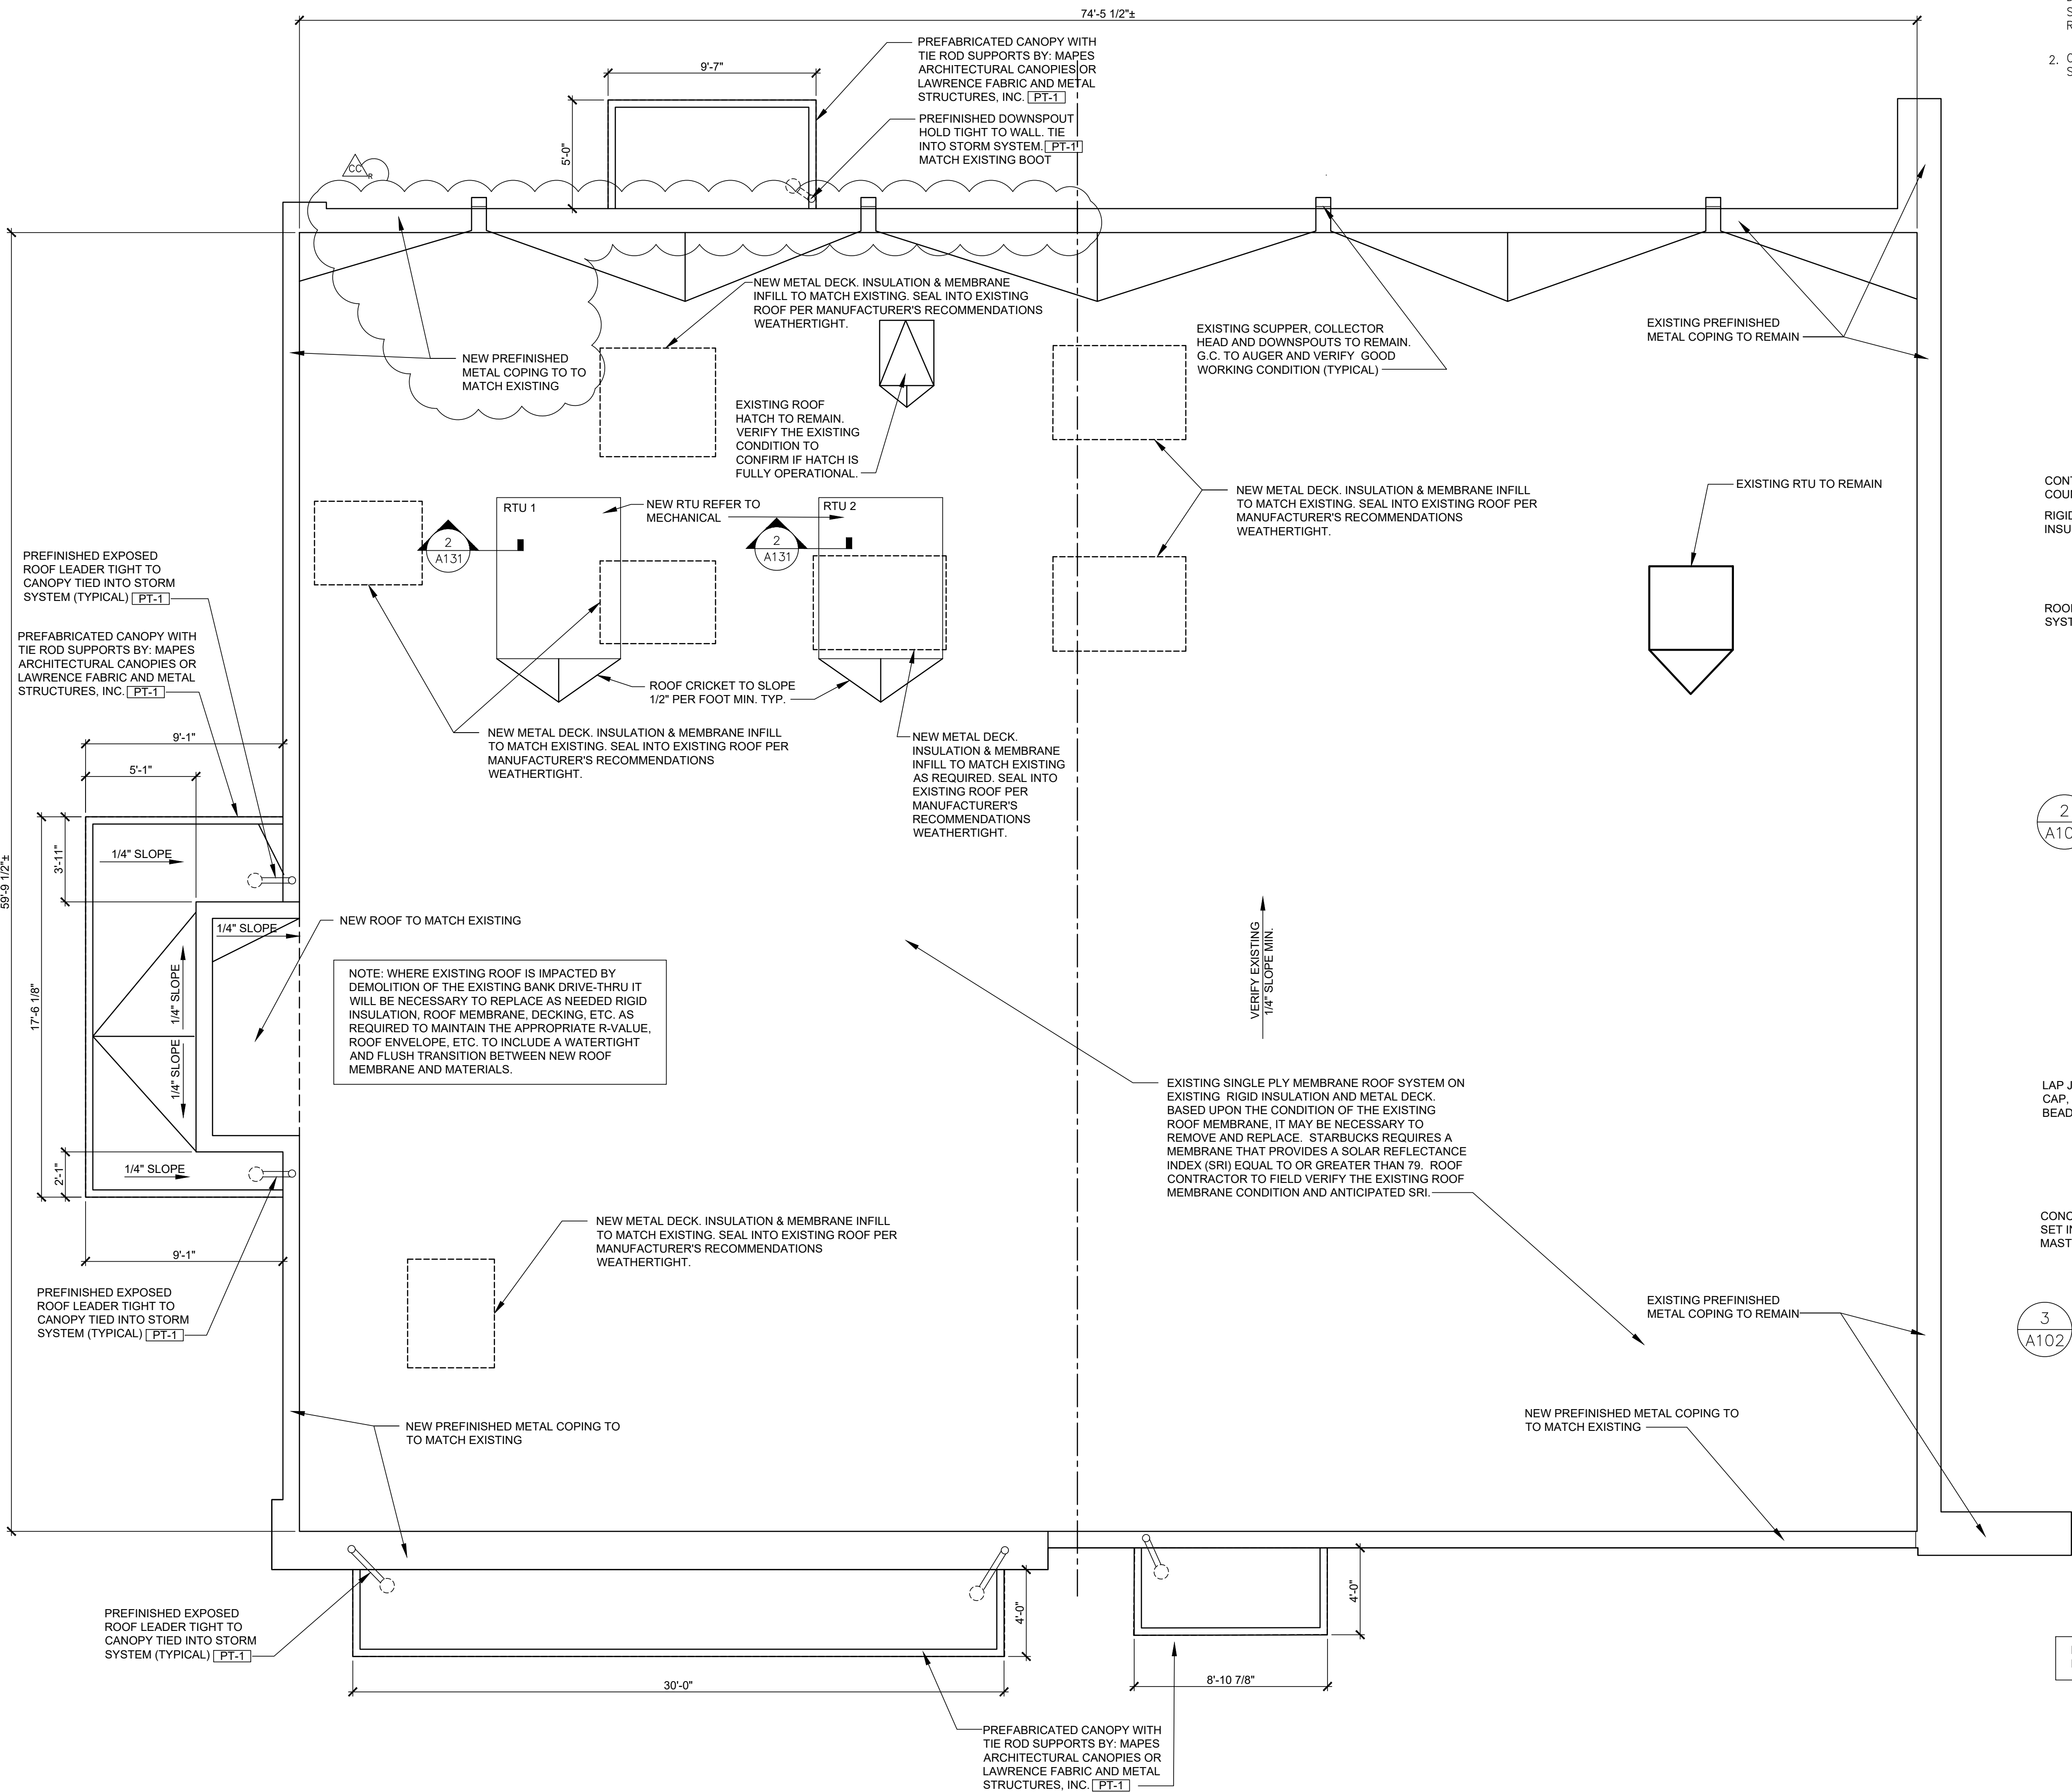 74'-5 1/2"±
9'-7"
5'-0"
PREFABRICATED CANOPY WITH
TIE ROD SUPPORTS BY: MAPES
ARCHITECTURAL CANOPIES OR
LAWRENCE FABRIC AND METAL
STRUCTURES, INC. PT-1
PREFINISHED DOWNSPOUT
HOLD TIGHT TO WALL. TIE
INTO STORM SYSTEM. PT-1
MATCH EXISTING BOOT
2.
CC
R
NEW METAL DECK. INSULATION & MEMBRANE
INFILL TO MATCH EXISTING. SEAL INTO EXISTING
ROOF PER MANUFACTURER'S RECOMMENDATIONS
WEATHERTIGHT.
NEW PREFINISHED
METAL COPING TO TO
MATCH EXISTING
EXISTING ROOF
HATCH TO REMAIN.
VERIFY THE EXISTING
CONDITION TO
CONFIRM IF HATCH IS
FULLY OPERATIONAL.
EXISTING SCUPPER, COLLECTOR
HEAD AND DOWNSPOUTS TO REMAIN.
G.C. TO AUGER AND VERIFY GOOD
WORKING CONDITION (TYPICAL)
EXISTING PREFINISHED
METAL COPING TO REMAIN
NEW METAL DECK. INSULATION & MEMBRANE INFILL
TO MATCH EXISTING. SEAL INTO EXISTING ROOF PER
MANUFACTURER'S RECOMMENDATIONS
WEATHERTIGHT.
EXISTING RTU TO REMAIN
RTU 1
NEW RTU REFER TO
MECHANICAL
RTU 2
2
A131
2
A131
PREFINISHED EXPOSED
ROOF LEADER TIGHT TO
CANOPY TIED INTO STORM
SYSTEM (TYPICAL) PT-1
PREFABRICATED CANOPY WITH
TIE ROD SUPPORTS BY: MAPES
ARCHITECTURAL CANOPIES OR
LAWRENCE FABRIC AND METAL
STRUCTURES, INC. PT-1
ROOF CRICKET TO SLOPE
1/2" PER FOOT MIN. TYP.
NEW METAL DECK. INSULATION & MEMBRANE INFILL
TO MATCH EXISTING. SEAL INTO EXISTING ROOF PER
MANUFACTURER'S RECOMMENDATIONS
WEATHERTIGHT.
NEW METAL DECK.
INSULATION & MEMBRANE
INFILL TO MATCH EXISTING
AS REQUIRED. SEAL INTO
EXISTING ROOF PER
MANUFACTURER'S
RECOMMENDATIONS
WEATHERTIGHT.
9'-1"
5'-1"
3'-11"
59'-9 1/2"±
17'-6 1/8"
2'-1"
9'-1"
1/4" SLOPE
1/4" SLOPE
1/4" SLOPE
1/4" SLOPE
1/4" SLOPE
NEW ROOF TO MATCH EXISTING
NOTE: WHERE EXISTING ROOF IS IMPACTED BY
DEMOLITION OF THE EXISTING BANK DRIVE-THRU IT
WILL BE NECESSARY TO REPLACE AS NEEDED RIGID
INSULATION, ROOF MEMBRANE, DECKING, ETC. AS
REQUIRED TO MAINTAIN THE APPROPRIATE R-VALUE,
ROOF ENVELOPE, ETC. TO INCLUDE A WATERTIGHT
AND FLUSH TRANSITION BETWEEN NEW ROOF
MEMBRANE AND MATERIALS.
VERIFY EXISTING
1/4" SLOPE MIN.
EXISTING SINGLE PLY MEMBRANE ROOF SYSTEM ON
EXISTING RIGID INSULATION AND METAL DECK.
BASED UPON THE CONDITION OF THE EXISTING
ROOF MEMBRANE, IT MAY BE NECESSARY TO
REMOVE AND REPLACE. STARBUCKS REQUIRES A
MEMBRANE THAT PROVIDES A SOLAR REFLECTANCE
INDEX (SRI) EQUAL TO OR GREATER THAN 79. ROOF
CONTRACTOR TO FIELD VERIFY THE EXISTING ROOF
MEMBRANE CONDITION AND ANTICIPATED SRI.
NEW METAL DECK. INSULATION & MEMBRANE INFILL
TO MATCH EXISTING. SEAL INTO EXISTING ROOF PER
MANUFACTURER'S RECOMMENDATIONS
WEATHERTIGHT.
PREFINISHED EXPOSED
ROOF LEADER TIGHT TO
CANOPY TIED INTO STORM
SYSTEM (TYPICAL) PT-1
EXISTING PREFINISHED
METAL COPING TO REMAIN
NEW PREFINISHED METAL COPING TO
TO MATCH EXISTING
NEW PREFINISHED METAL COPING TO
TO MATCH EXISTING
PREFINISHED EXPOSED
ROOF LEADER TIGHT TO
CANOPY TIED INTO STORM
SYSTEM (TYPICAL) PT-1
4'-0"
4'-0"
30'-0"
8'-10 7/8"
PREFABRICATED CANOPY WITH
TIE ROD SUPPORTS BY: MAPES
ARCHITECTURAL CANOPIES OR
LAWRENCE FABRIC AND METAL
STRUCTURES, INC. PT-1
2
LAP
CAP,
BEAD
SET
3
A102